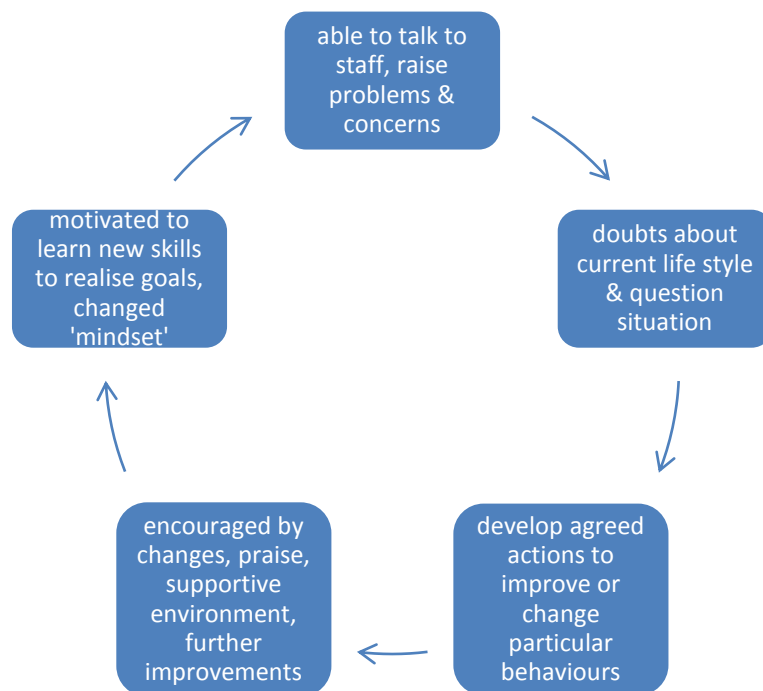 able to talk to
staff, raise
problems &
concerns
doubts about
current life style
& question
situation
develop agreed
actions to
improve or
change
particular
behaviours
encouraged by
changes, praise,
supportive
environment,
further
improvements
motivated to
learn new skills
to realise goals,
changed
'mindset'